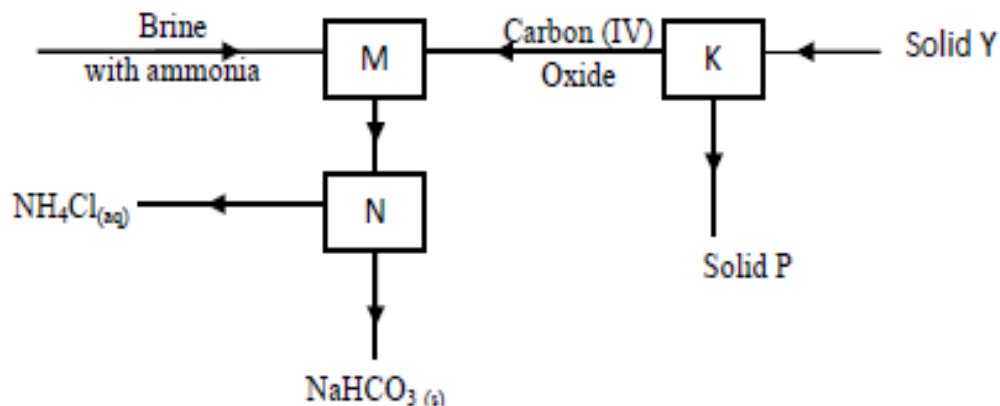 Brine
with ammonia
M
Carbon (IV)
Oxide
K
Solid Y
NH₄Cl(aq)
N
Solid P
NaHCO₃ (s)